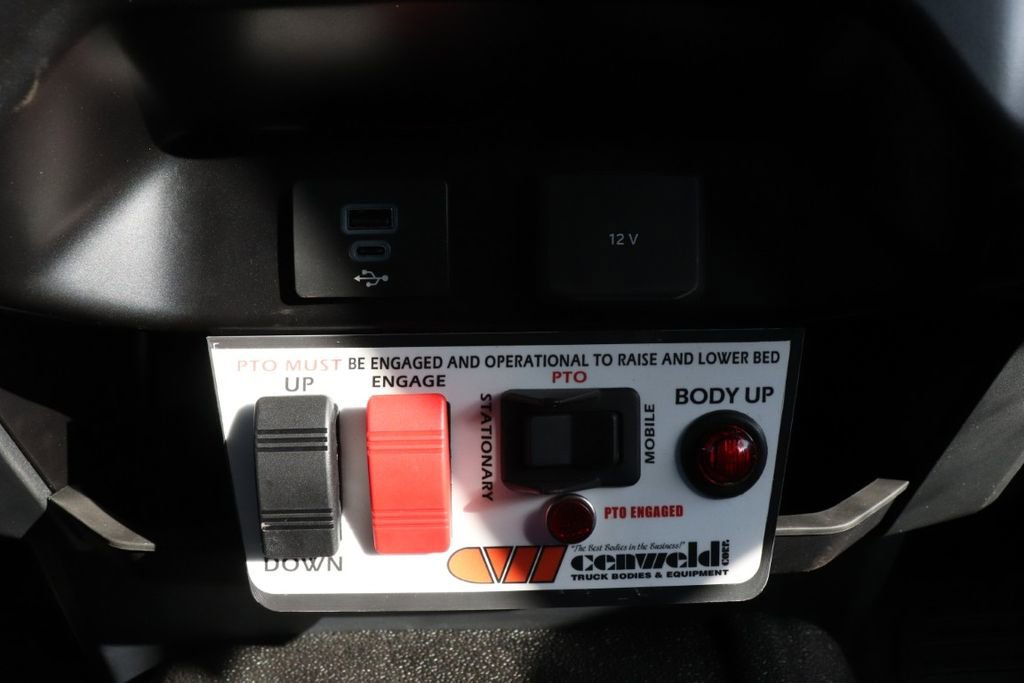 12 V
PTO MUST BE ENGAGED AND OPERATIONAL TO RAISE AND LOWER BED
UP
ENGAGE
PTO
BODY UP
STATIONARY
MOBILE
PTO ENGAGED
DOWN
"The Best Bodies in the Business!"
cenweld CORP.
TRUCK BODIES & EQUIPMENT